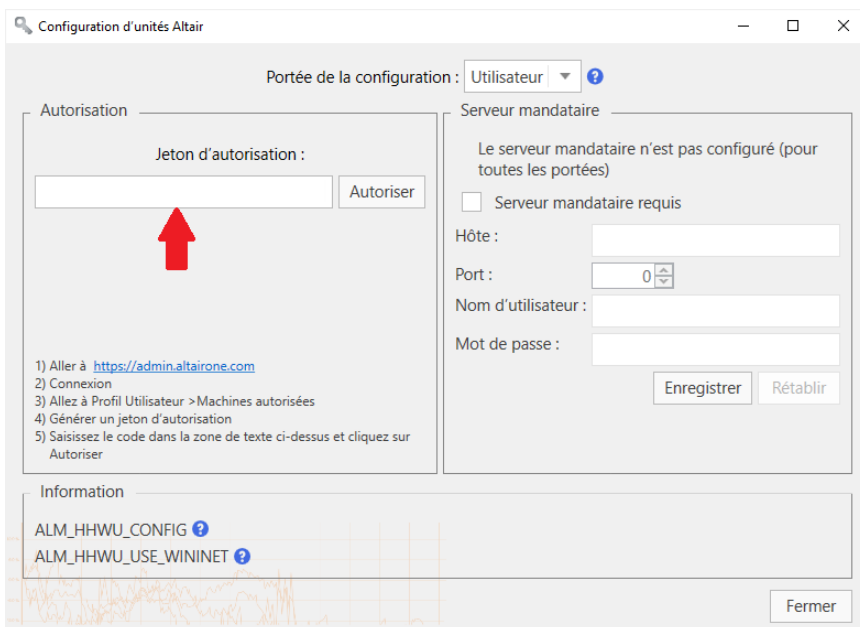 Configuration d'unités Altair
Portée de la configuration : Utilisateur
Autorisation
Jeton d'autorisation :
Autoriser
1) Aller à https://admin.altairone.com
2) Connexion
3) Allez à Profil Utilisateur >Machines autorisées
4) Générer un jeton d'autorisation
5) Saisissez le code dans la zone de texte ci-dessus et cliquez sur
Autoriser
Serveur mandataire
Le serveur mandataire n'est pas configuré (pour
toutes les portées)
Serveur mandataire requis
Hôte :
Port : 0
Nom d'utilisateur :
Mot de passe :
Enregistrer Rétablir
Information
ALM_HHWU_CONFIG
ALM_HHWU_USE_WININET
Fermer